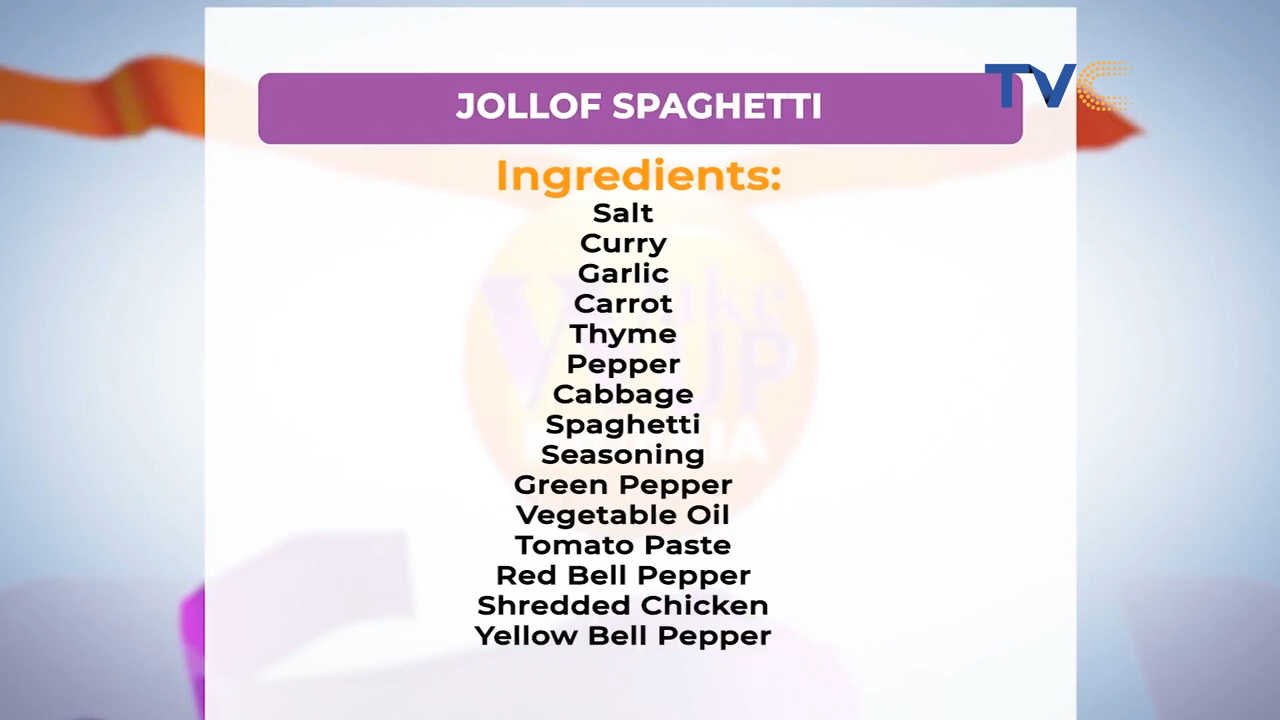 TVC
JOLLOF SPAGHETTI
Ingredients:
Salt
Curry
Garlic
Carrot
Thyme
Pepper
Cabbage
Spaghetti
Seasoning
Green Pepper
Vegetable Oil
Tomato Paste
Red Bell Pepper
Shredded Chicken
Yellow Bell Pepper